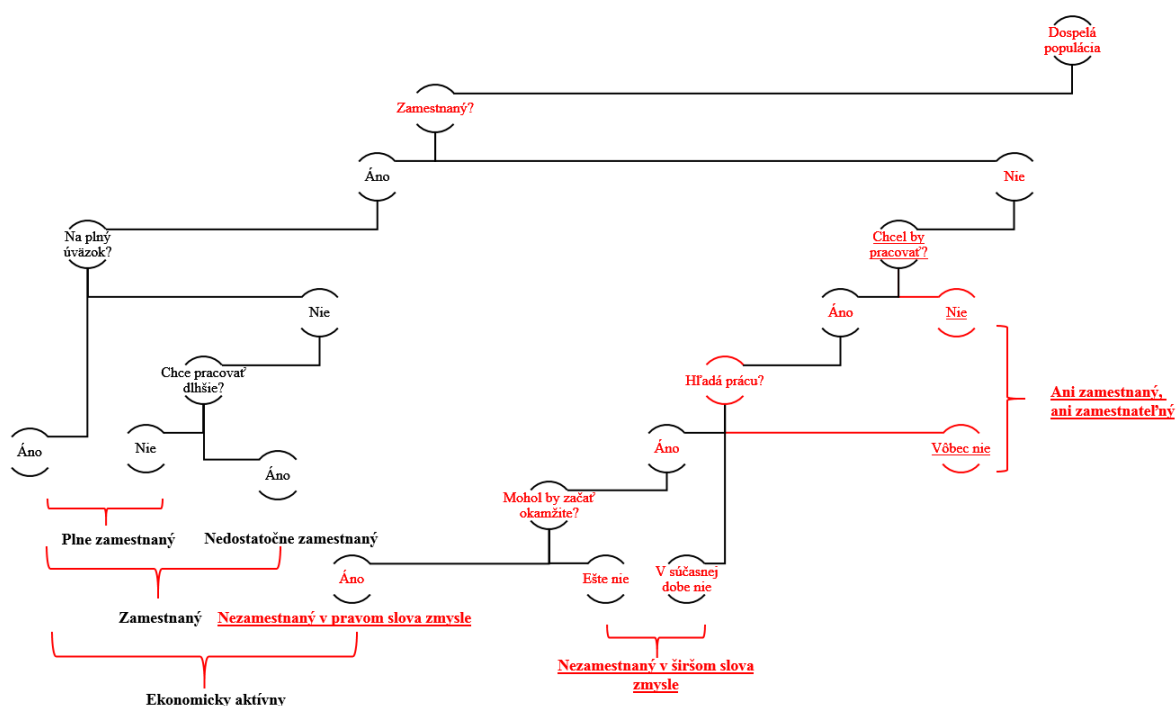 Dospelá
populácia
Zamestnaný?
Áno
Nie
Na plný
úväzok?
Chcel by
pracovať?
Nie
Áno
Nie
Chce pracovať
dlhšie?
Hľadá prácu?
Ani zamestnaný,
ani zamestnateľný
Áno
Nie
Áno
Vôbec nie
Áno
Mohol by začať
okamžite?
Plne zamestnaný
Nedostatočne zamestnaný
Áno
Ešte nie
V súčasnej
dobe nie
Zamestnaný
Nezamestnaný v pravom slova zmysle
Nezamestnaný v širšom slova
zmysle
Ekonomicky aktívny